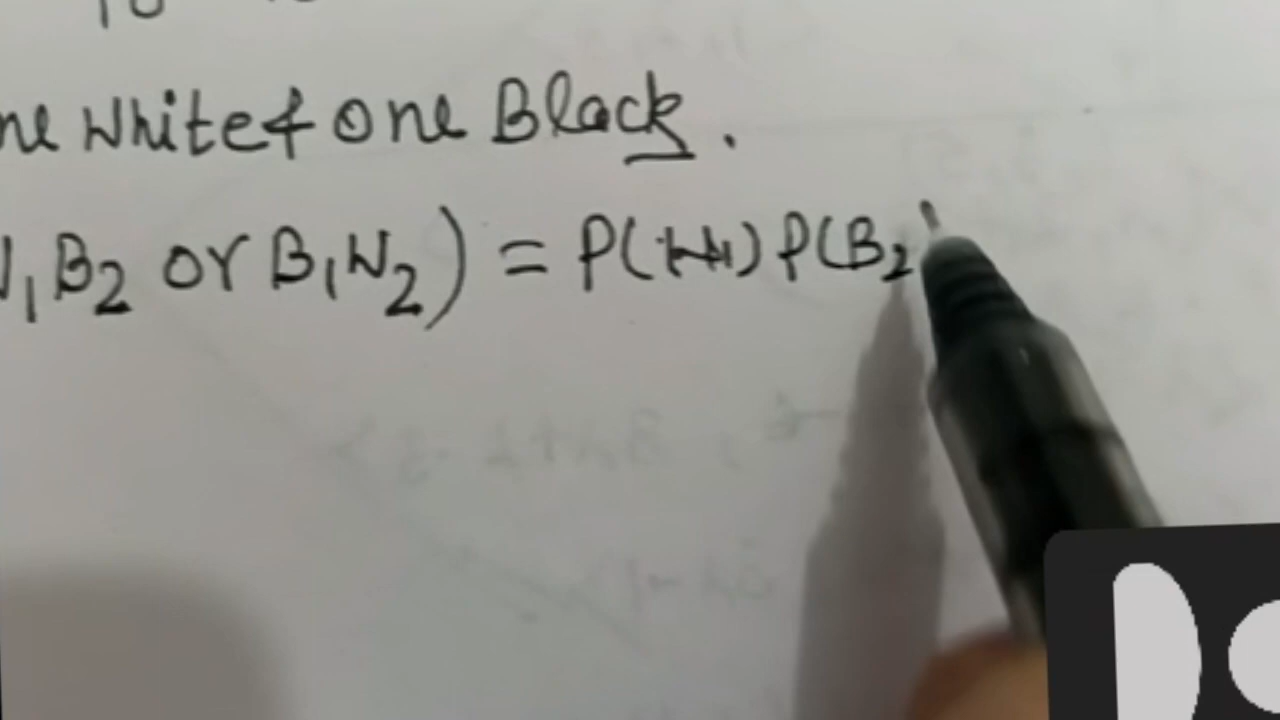 ne White & one Black.
W₁B₂ or B₁W₂) = P(W₁) P(B₂